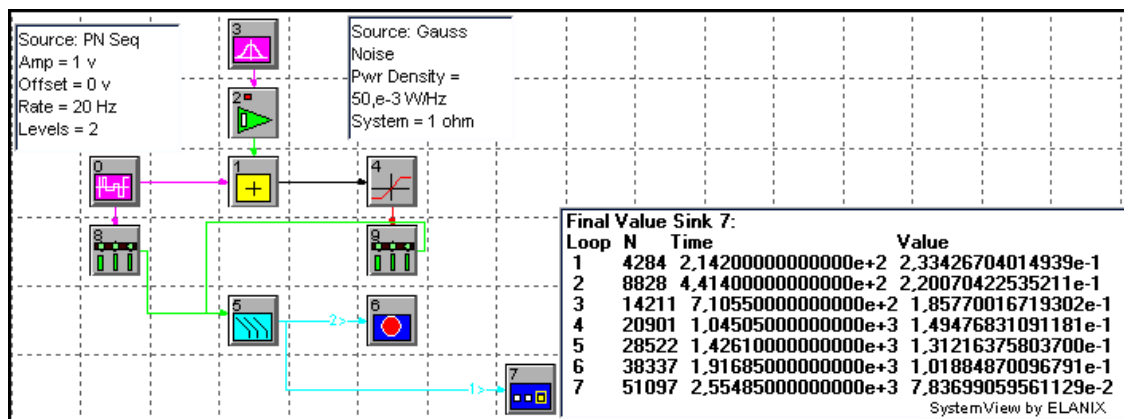 Source: PN Seq
Amp = 1 v
Offset = 0 v
Rate = 20 Hz
Levels = 2
3
Source: Gauss
Noise
Pwr Density =
50,e-3 W/Hz
System = 1 ohm
2
0
1
4
8
9
5
2>
6
1>
7
Final Value Sink 7:
Loop N Time Value
1 4284 2,14200000000000e+2 2,33426704014939e-1
2 8828 4,41400000000000e+2 2,20070422535211e-1
3 14211 7,10550000000000e+2 1,85770016719302e-1
4 20901 1,04505000000000e+3 1,49476831091181e-1
5 28522 1,42610000000000e+3 1,31216375803700e-1
6 38337 1,91685000000000e+3 1,01884870096791e-1
7 51097 2,55485000000000e+3 7,83699059561129e-2
SystemView by ELANIX